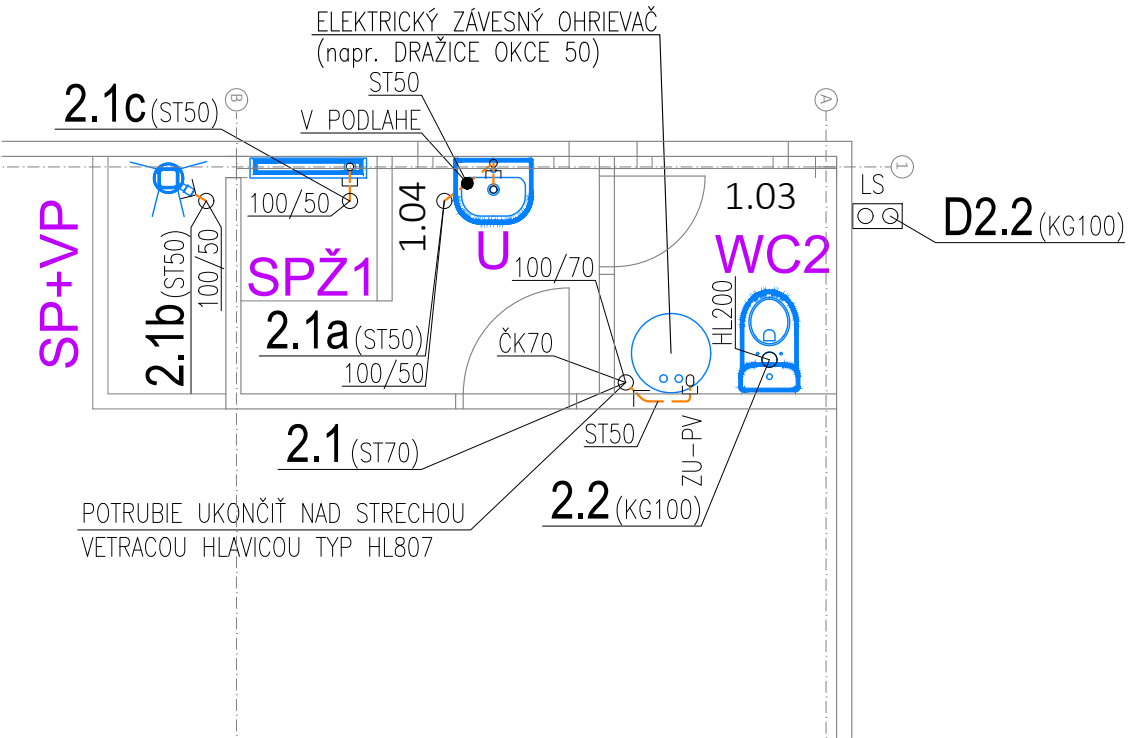 ELEKTRICKÝ ZÁVESNÝ OHRIEVAČ
(napr. DRAŽICE OKCE 50)
ST50
V PODLAHE
2.1c (ST50)
B
A
1
LS
D2.2 (KG100)
100/50
1.04
U
1.03
WC2
SP+VP
2.1b (ST50)
100/50
SPŽ1
100/70
HL200
2.1a (ST50)
100/50
ČK70
2.1 (ST70)
ST50
ZU-PV
2.2 (KG100)
POTRUBIE UKONČIŤ NAD STRECHOU
VETRACOU HLAVICOU TYP HL807